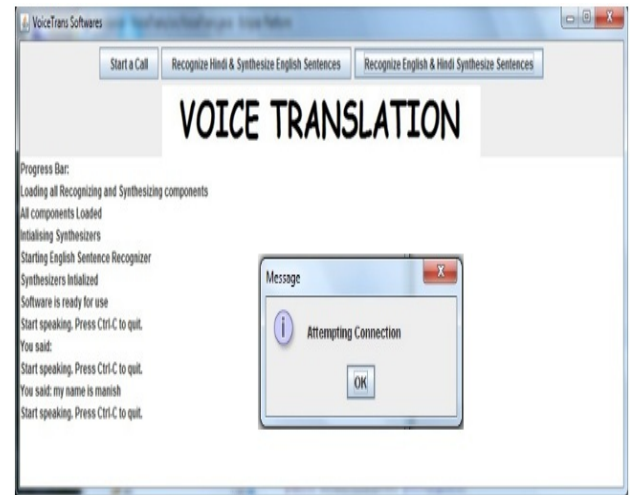 VoiceTrans Softwares
Start a Call
Recognize Hindi & Synthesize English Sentences
Recognize English & Hindi Synthesize Sentences
VOICE TRANSLATION
Progress Bar:
Loading all Recognizing and Synthesizing components
All components Loaded
Intialising Synthesizers
Starting English Sentence Recognizer
Synthesizers Intialized
Software is ready for use
Start speaking. Press Ctrl-C to quit.
You said:
Start speaking. Press Ctrl-C to quit.
You said: my name is manish
Start speaking. Press Ctrl-C to quit.
Message
Attempting Connection
OK